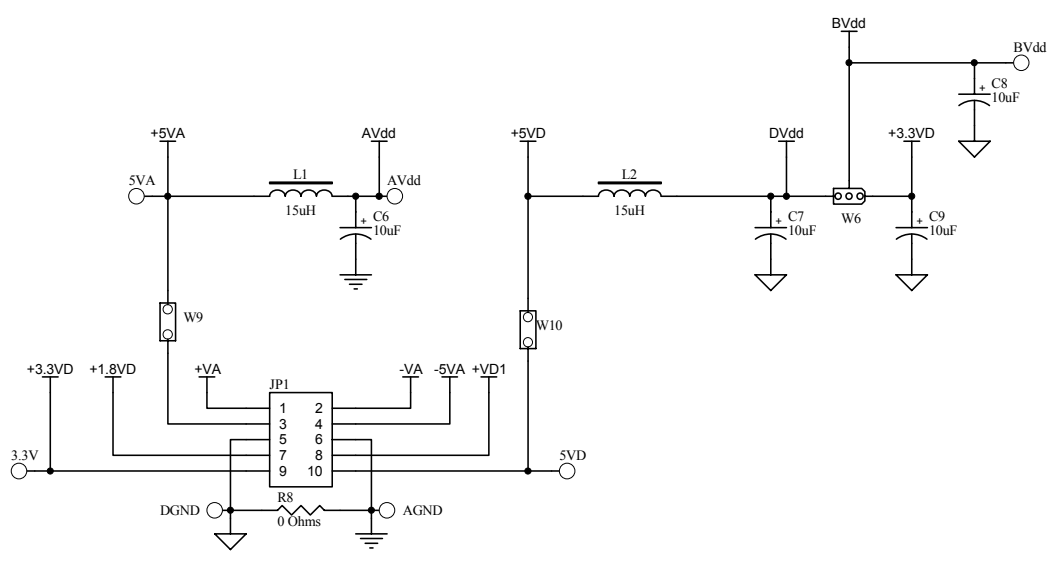 BVdd
BVdd
C8
+
10uF
+5VA
AVdd
+5VD
DVdd
+3.3VD
5VA
L1
AVdd
L2
15uH
15uH
C6
+
10uF
C7
+
10uF
W6
C9
+
10uF
W9
W10
+3.3VD
+1.8VD
+VA
-VA
-5VA
+VD1
JP1
1 2
3 4
5 6
7 8
9 10
3.3V
5VD
DGND
R8
0 Ohms
AGND